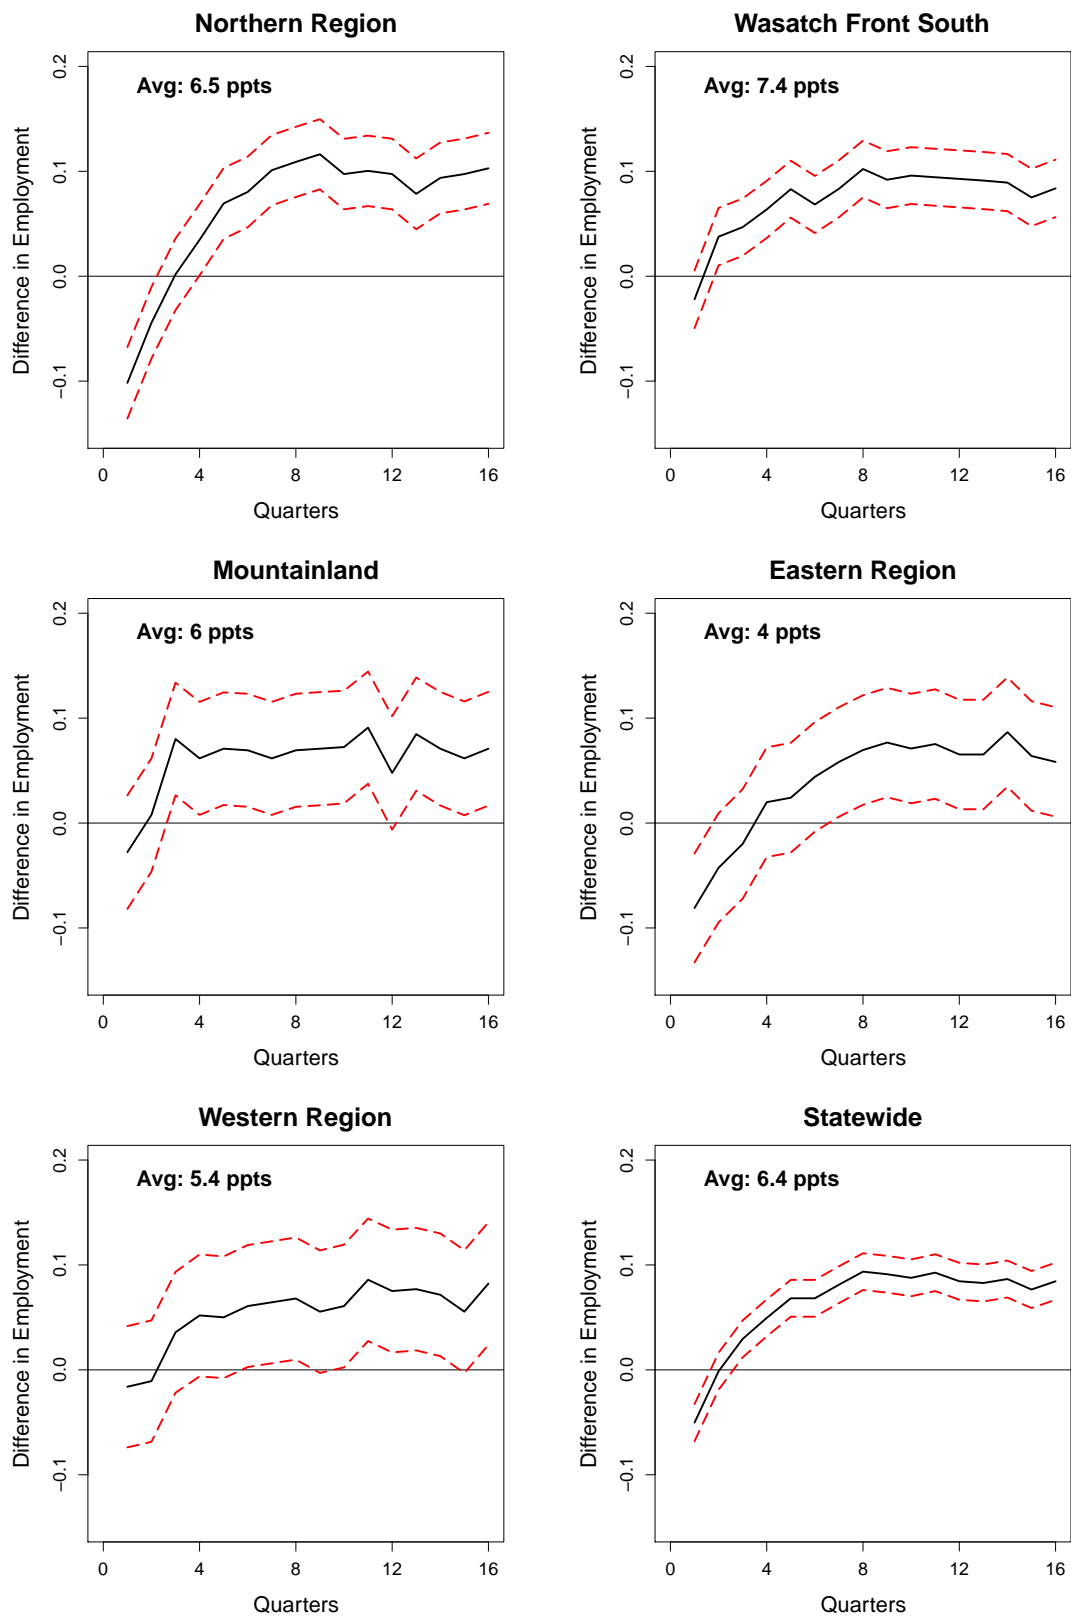 Northern Region
Avg: 6.5 ppts
Difference in Employment
0.2
0.1
0.0
−0.1
0 4 8 12 16
Quarters
Wasatch Front South
Avg: 7.4 ppts
Difference in Employment
0.2
0.1
0.0
−0.1
0 4 8 12 16
Quarters
Mountainland
Avg: 6 ppts
Difference in Employment
0.2
0.1
0.0
−0.1
0 4 8 12 16
Quarters
Eastern Region
Avg: 4 ppts
Difference in Employment
0.2
0.1
0.0
−0.1
0 4 8 12 16
Quarters
Western Region
Avg: 5.4 ppts
Difference in Employment
0.2
0.1
0.0
−0.1
0 4 8 12 16
Quarters
Statewide
Avg: 6.4 ppts
Difference in Employment
0.2
0.1
0.0
−0.1
0 4 8 12 16
Quarters